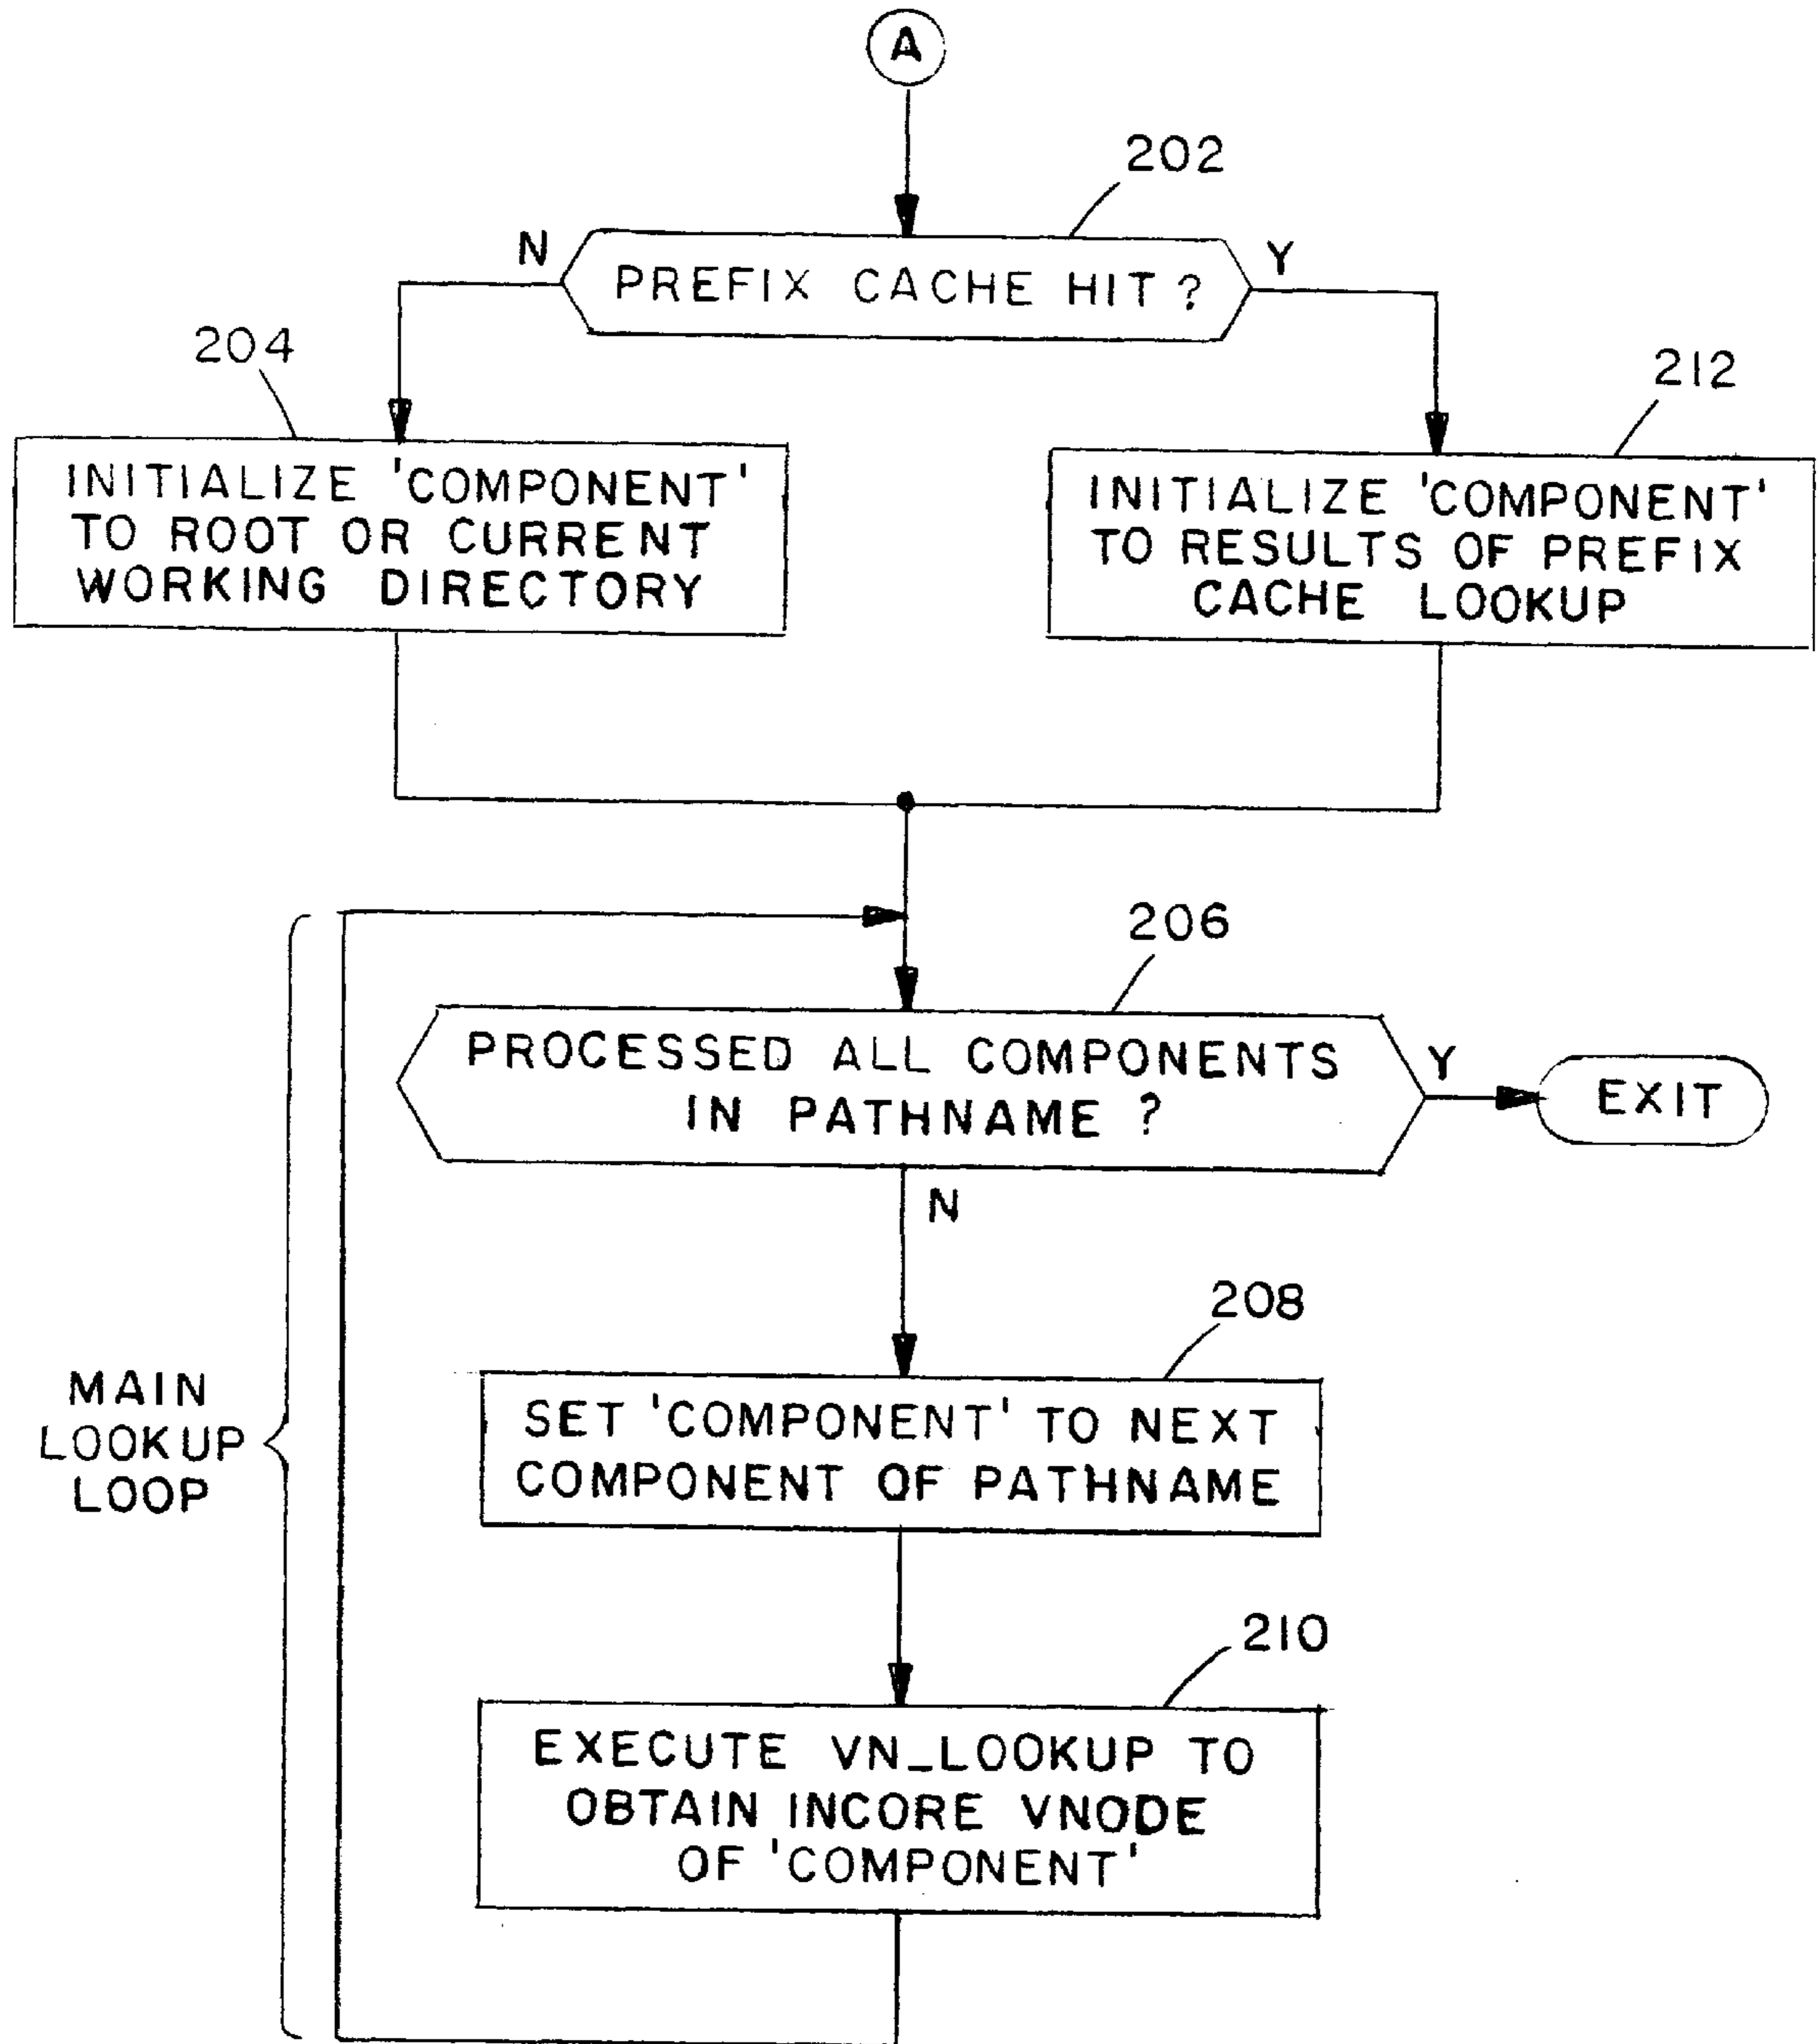 A
202
N
PREFIX CACHE HIT ?
Y
204
212
INITIALIZE 'COMPONENT'
TO ROOT OR CURRENT
WORKING DIRECTORY
INITIALIZE 'COMPONENT'
TO RESULTS OF PREFIX
CACHE LOOKUP
206
PROCESSED ALL COMPONENTS
IN PATHNAME ?
Y
EXIT
N
208
MAIN
LOOKUP
LOOP
SET 'COMPONENT' TO NEXT
COMPONENT OF PATHNAME
210
EXECUTE VN_LOOKUP TO
OBTAIN INCORE VNODE
OF 'COMPONENT'